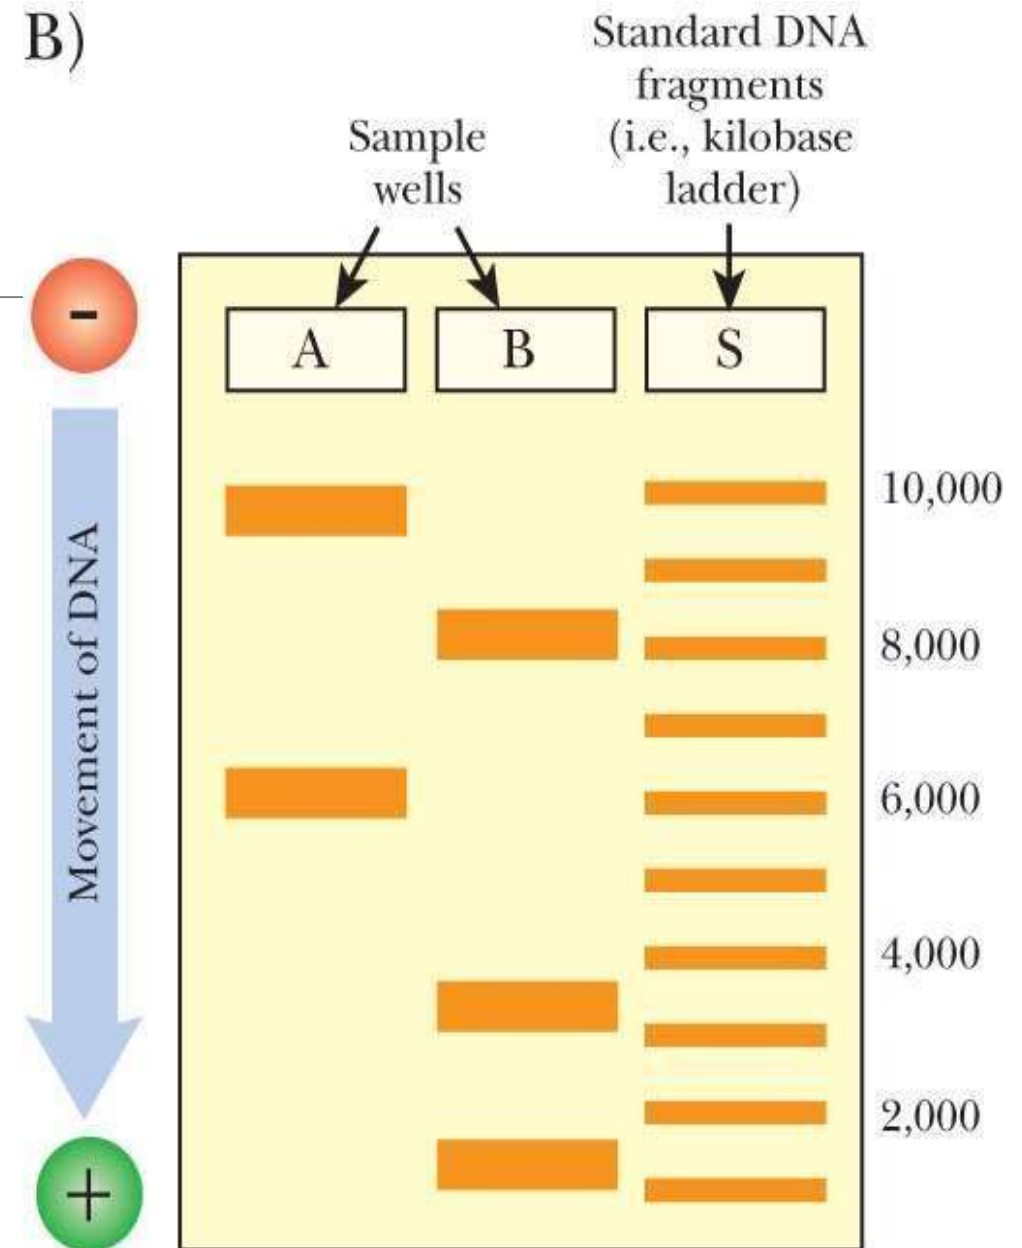 B)
Standard DNA
fragments
(i.e., kilobase
ladder)
Sample
wells
-
A
B
S
Movement of DNA
10,000
8,000
6,000
4,000
2,000
+